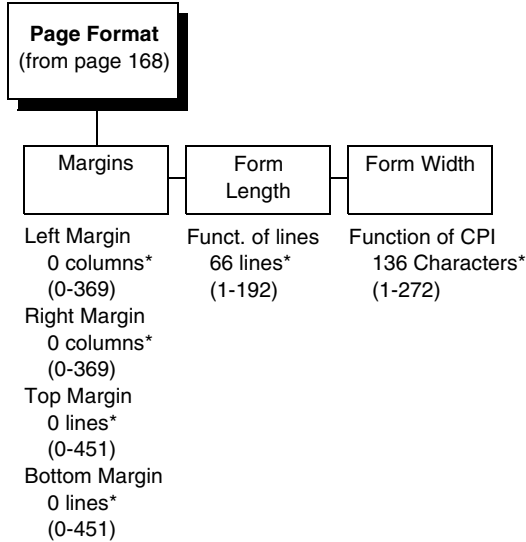 Page Format
(from page 168)
Margins
Form
Length
Form Width
Left Margin
0 columns*
(0-369)
Right Margin
0 columns*
(0-369)
Top Margin
0 lines*
(0-451)
Bottom Margin
0 lines*
(0-451)
Funct. of lines
66 lines*
(1-192)
Function of CPI
136 Characters*
(1-272)